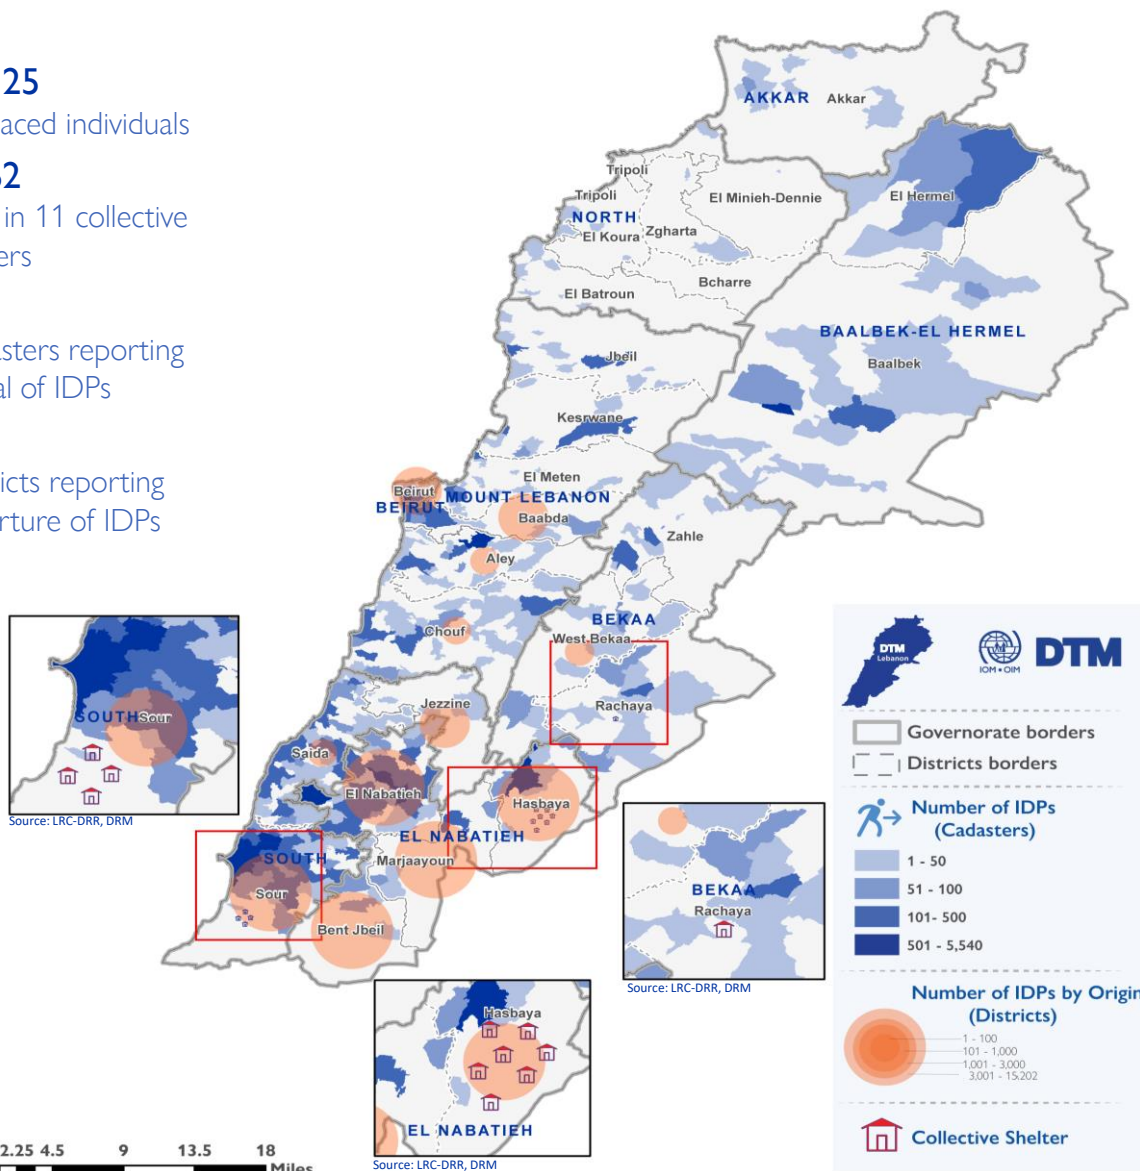 25
aced individuals
32
in 11 collective
ers
asters reporting
al of IDPs
icts reporting
rture of IDPs
AKKAR
Akkar
Tripoli
Tripoli
El Minieh-Dennie
NORTH
El Koura
Zgharta
Bcharre
El Batroun
El Hermel
BAALBEK-EL HERMEL
Baalbek
Jbeil
Kesrwane
El Meten
Beirut
BEIRUT
MOUNT LEBANON
Baabda
Aley
Zahle
Chouf
BEKAA
West Bekaa
Rachaya
Jezzine
Saida
El Nabatieh
Hasbaya
EL NABATIEH
Marjaayoun
SOUTH
Sour
Bent Jbeil
SOUTH
Sour
Source: LRC-DRR, DRM
BEKAA
Rachaya
Source: LRC-DRR, DRM
Hasbaya
EL NABATIEH
Source: LRC-DRR, DRM
2.25 4.5 9 13.5 18
Miles
DTM
Lebanon
IOM • OIM
DTM
Governorate borders
Districts borders
Number of IDPs
(Cadasters)
1 - 50
51 - 100
101- 500
501 - 5,540
Number of IDPs by Origin
(Districts)
1 - 100
101 - 1,000
1,001 - 3,000
3,001 - 15,202
Collective Shelter